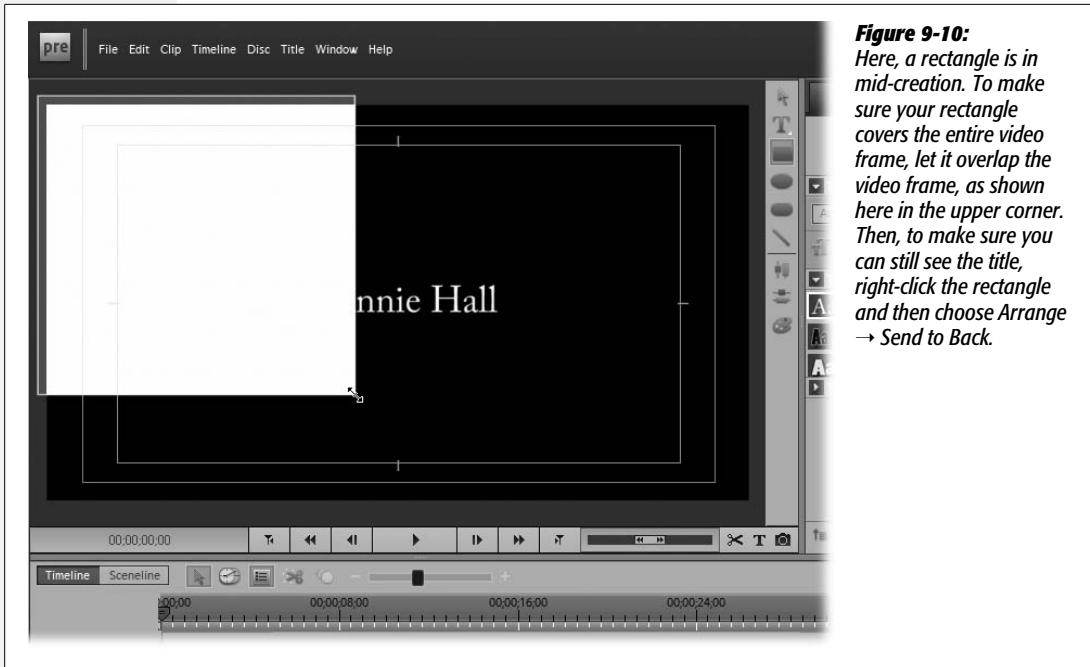 pre
File Edit Clip Timeline Disc Title Window Help
T
nnie Hall
00;00;00;00
T
Timeline Sceneline
00;00;08;00 00;00;16;00 00;00;24;00
Figure 9-10:
Here, a rectangle is in
mid-creation. To make
sure your rectangle
covers the entire video
frame, let it overlap the
video frame, as shown
here in the upper corner.
Then, to make sure you
can still see the title,
right-click the rectangle
and then choose Arrange
→ Send to Back.